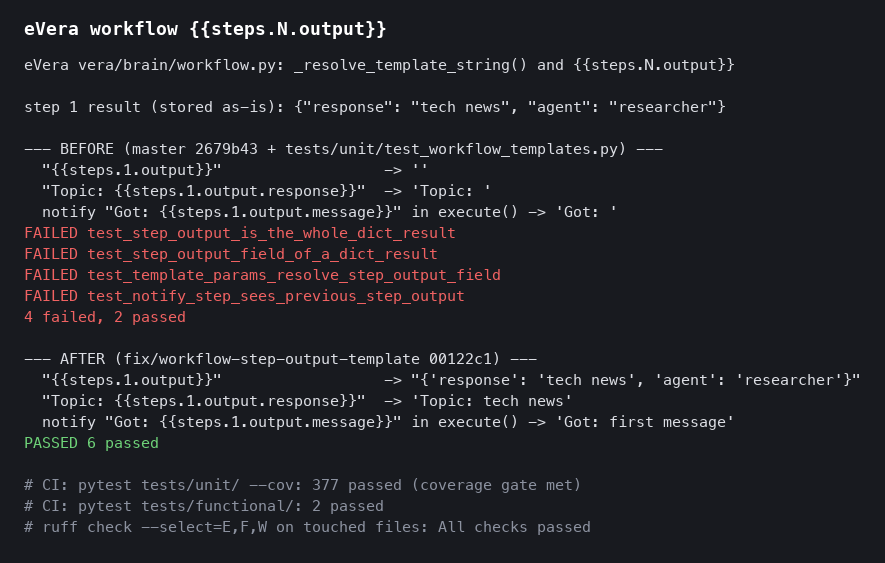 eVera workflow {{steps.N.output}}
eVera vera/brain/workflow.py: _resolve_template_string() and {{steps.N.output}}
step 1 result (stored as-is): {"response": "tech news", "agent": "researcher"}
--- BEFORE (master 2679b43 + tests/unit/test_workflow_templates.py) ---
"{{steps.1.output}}" -> ''
"Topic: {{steps.1.output.response}}" -> 'Topic: '
notify "Got: {{steps.1.output.message}}" in execute() -> 'Got: '
FAILED test_step_output_is_the_whole_dict_result
FAILED test_step_output_field_of_a_dict_result
FAILED test_template_params_resolve_step_output_field
FAILED test_notify_step_sees_previous_step_output
4 failed, 2 passed
--- AFTER (fix/workflow-step-output-template 00122c1) ---
"{{steps.1.output}}" -> "{'response': 'tech news', 'agent': 'researcher'}"
"Topic: {{steps.1.output.response}}" -> 'Topic: tech news'
notify "Got: {{steps.1.output.message}}" in execute() -> 'Got: first message'
PASSED 6 passed
# CI: pytest tests/unit/ --cov: 377 passed (coverage gate met)
# CI: pytest tests/functional/: 2 passed
# ruff check --select=E,F,W on touched files: All checks passed